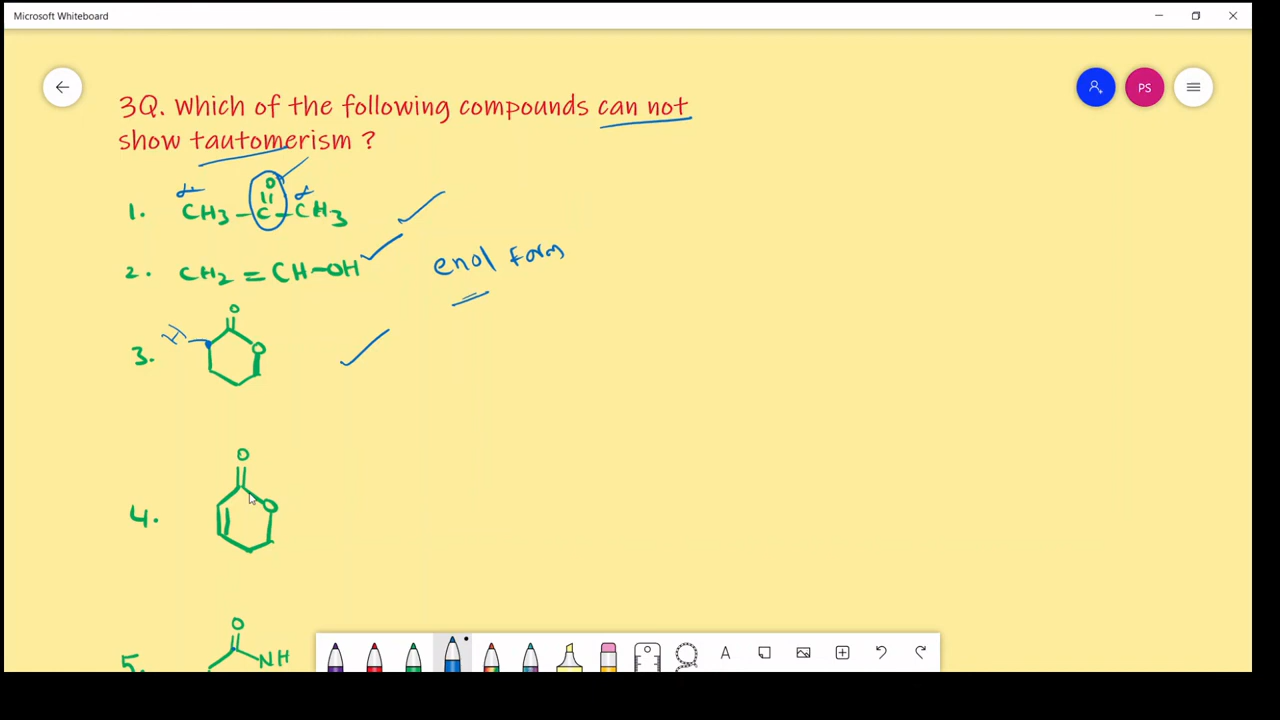 Microsoft Whiteboard
PS
3Q. Which of the following compounds can not
show tautomerism ?
O
α α
1. CH3 - C - CH3
2. CH2 = CH-OH
enol form
O
H
3. O
O
O
4.
O
5. NH
A